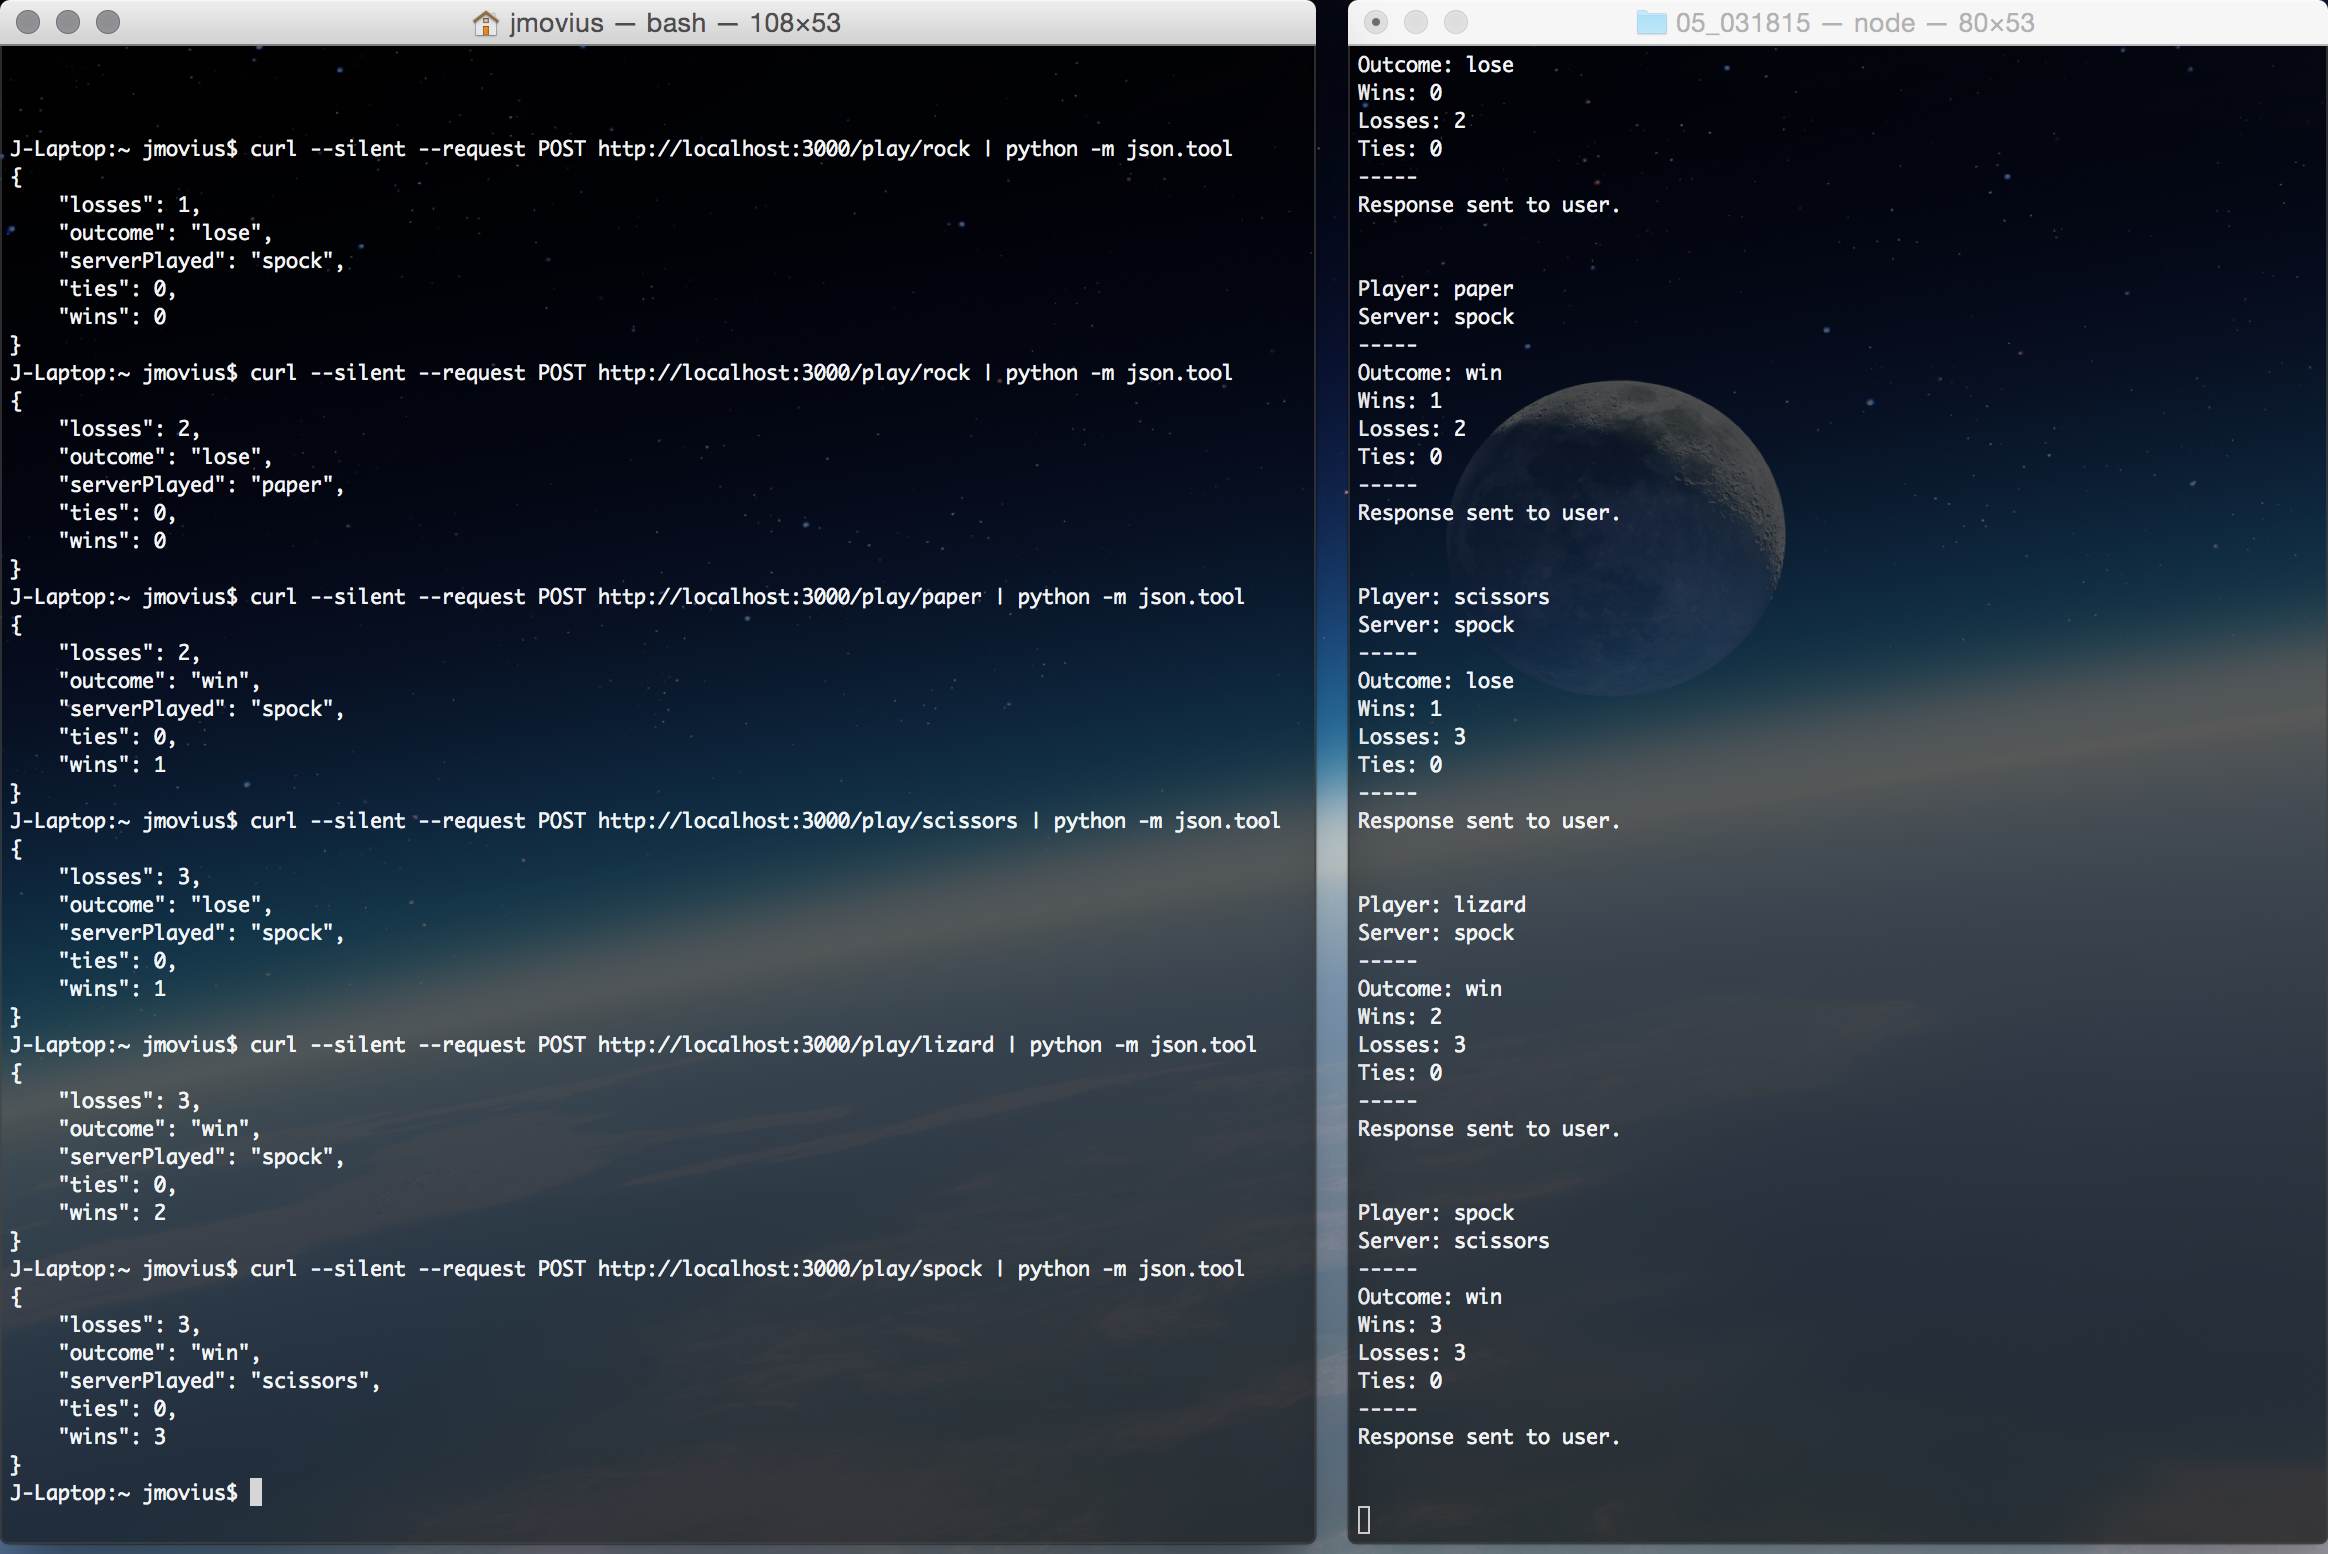 jmovius — bash — 108×53
J-Laptop:~ jmovius$ curl --silent --request POST http://localhost:3000/play/rock | python -m json.tool
{
    "losses": 1,
    "outcome": "lose",
    "serverPlayed": "spock",
    "ties": 0,
    "wins": 0
}
J-Laptop:~ jmovius$ curl --silent --request POST http://localhost:3000/play/rock | python -m json.tool
{
    "losses": 2,
    "outcome": "lose",
    "serverPlayed": "paper",
    "ties": 0,
    "wins": 0
}
J-Laptop:~ jmovius$ curl --silent --request POST http://localhost:3000/play/paper | python -m json.tool
{
    "losses": 2,
    "outcome": "win",
    "serverPlayed": "spock",
    "ties": 0,
    "wins": 1
}
J-Laptop:~ jmovius$ curl --silent --request POST http://localhost:3000/play/scissors | python -m json.tool
{
    "losses": 3,
    "outcome": "lose",
    "serverPlayed": "spock",
    "ties": 0,
    "wins": 1
}
J-Laptop:~ jmovius$ curl --silent --request POST http://localhost:3000/play/lizard | python -m json.tool
{
    "losses": 3,
    "outcome": "win",
    "serverPlayed": "spock",
    "ties": 0,
    "wins": 2
}
J-Laptop:~ jmovius$ curl --silent --request POST http://localhost:3000/play/spock | python -m json.tool
{
    "losses": 3,
    "outcome": "win",
    "serverPlayed": "scissors",
    "ties": 0,
    "wins": 3
}
J-Laptop:~ jmovius$
05_031815 — node — 80×53
Outcome: lose
Wins: 0
Losses: 2
Ties: 0
-----
Response sent to user.
Player: paper
Server: spock
-----
Outcome: win
Wins: 1
Losses: 2
Ties: 0
-----
Response sent to user.
Player: scissors
Server: spock
-----
Outcome: lose
Wins: 1
Losses: 3
Ties: 0
-----
Response sent to user.
Player: lizard
Server: spock
-----
Outcome: win
Wins: 2
Losses: 3
Ties: 0
-----
Response sent to user.
Player: spock
Server: scissors
-----
Outcome: win
Wins: 3
Losses: 3
Ties: 0
-----
Response sent to user.